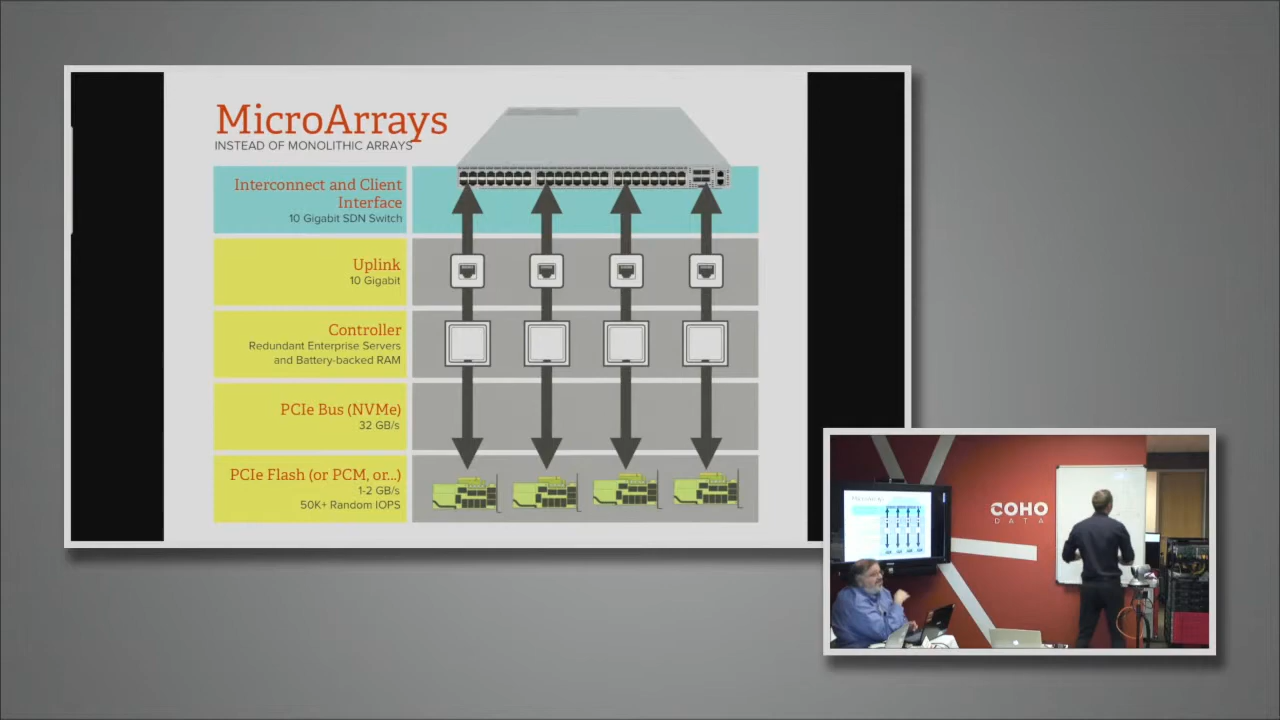 MicroArrays
INSTEAD OF MONOLITHIC ARRAYS
Interconnect and Client
Interface
10 Gigabit SDN Switch
Uplink
10 Gigabit
Controller
Redundant Enterprise Servers
and Battery-backed RAM
PCIe Bus (NVMe)
32 GB/s
PCIe Flash (or PCM, or...)
1-2 GB/s
50K+ Random IOPS
MicroArrays
COHO
DATA